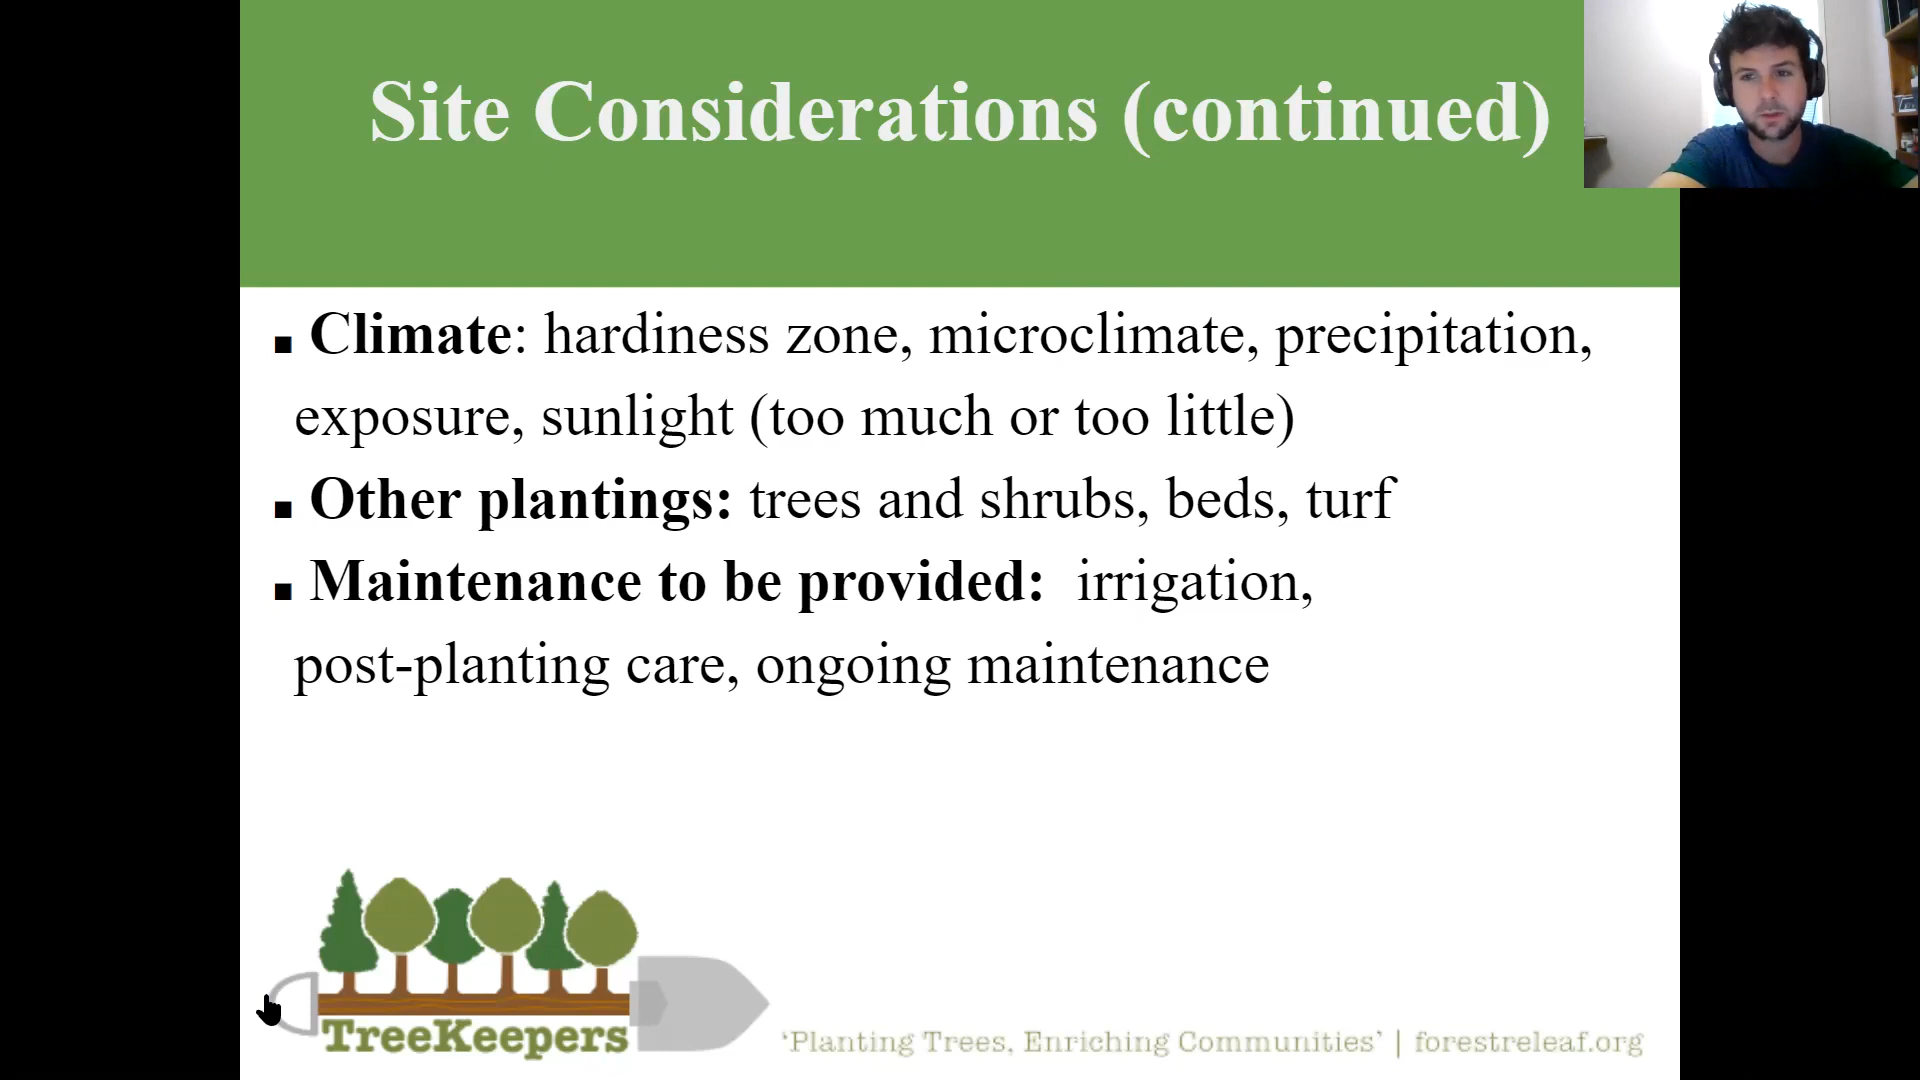 Site Considerations (continued)
▪ Climate: hardiness zone, microclimate, precipitation,
exposure, sunlight (too much or too little)
▪ Other plantings: trees and shrubs, beds, turf
▪ Maintenance to be provided:  irrigation,
post-planting care, ongoing maintenance
TreeKeepers
‘Planting Trees, Enriching Communities’ | forestreleaf.org